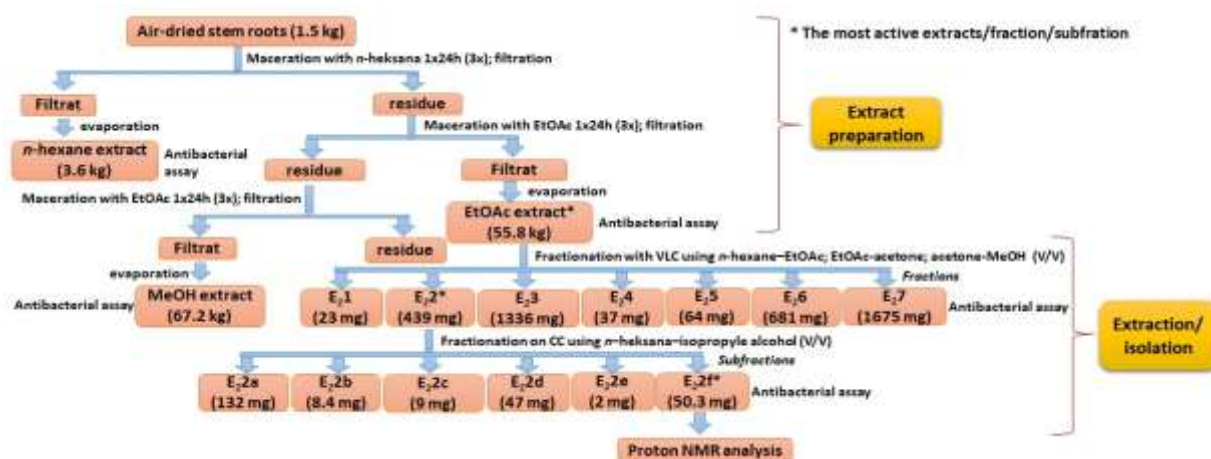 Air-dried stem roots (1.5 kg)
* The most active extracts/fraction/subfration
Maceration with n-heksana 1x24h (3x); filtration
Filtrat
residue
Extract
preparation
evaporation
Maceration with EtOAc 1x24h (3x); filtration
n-hexane extract
(3.6 kg)
Antibacterial
assay
residue
Filtrat
evaporation
Maceration with EtOAc 1x24h (3x); filtration
EtOAc extract*
(55.8 kg)
Antibacterial assay
Filtrat
residue
Fractionation with VLC using n-hexane–EtOAc; EtOAc-acetone; acetone-MeOH (V/V)
evaporation
Fractions
Antibacterial assay
MeOH extract
(67.2 kg)
E₂1
(23 mg)
E₂2*
(439 mg)
E₂3
(1336 mg)
E₂4
(37 mg)
E₂5
(64 mg)
E₂6
(681 mg)
E₂7
(1675 mg)
Antibacterial assay
Extraction/
isolation
Fractionation on CC using n-heksana–isopropyle alcohol (V/V)
Subfractions
E₂2a
(132 mg)
E₂2b
(8.4 mg)
E₂2c
(9 mg)
E₂2d
(47 mg)
E₂2e
(2 mg)
E₂2f*
(50.3 mg)
Antibacterial assay
Proton NMR analysis